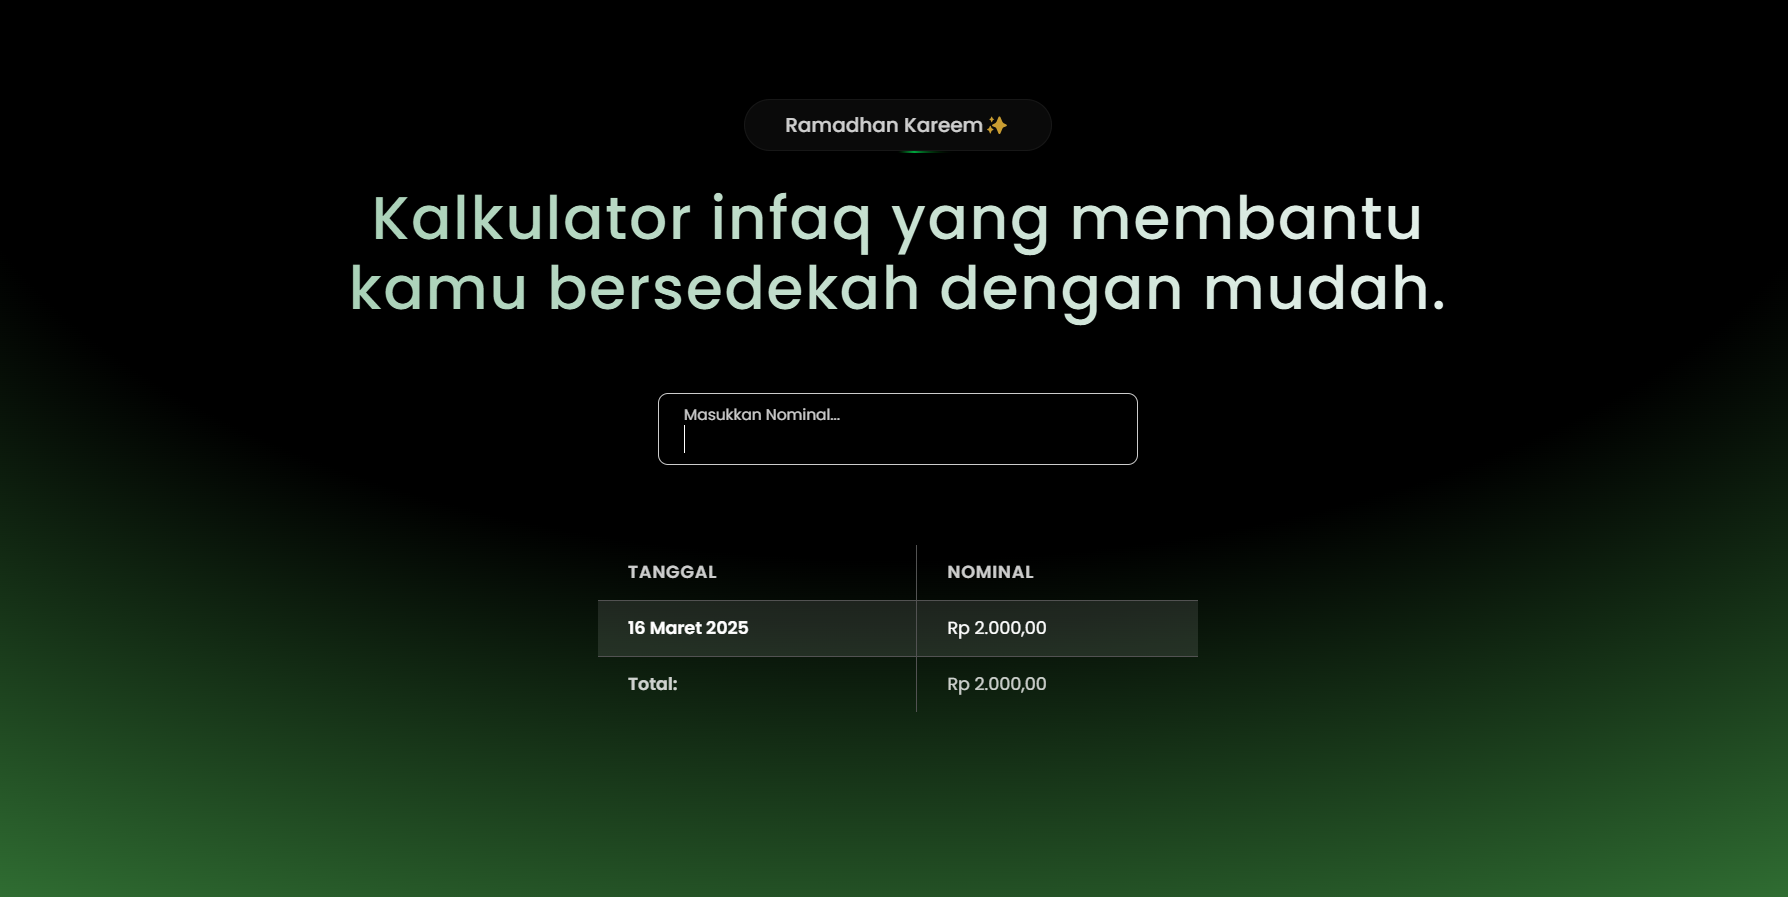 Ramadhan Kareem✨
Kalkulator infaq yang membantu
kamu bersedekah dengan mudah.
Masukkan Nominal...
TANGGAL NOMINAL
16 Maret 2025 Rp 2.000,00
Total: Rp 2.000,00